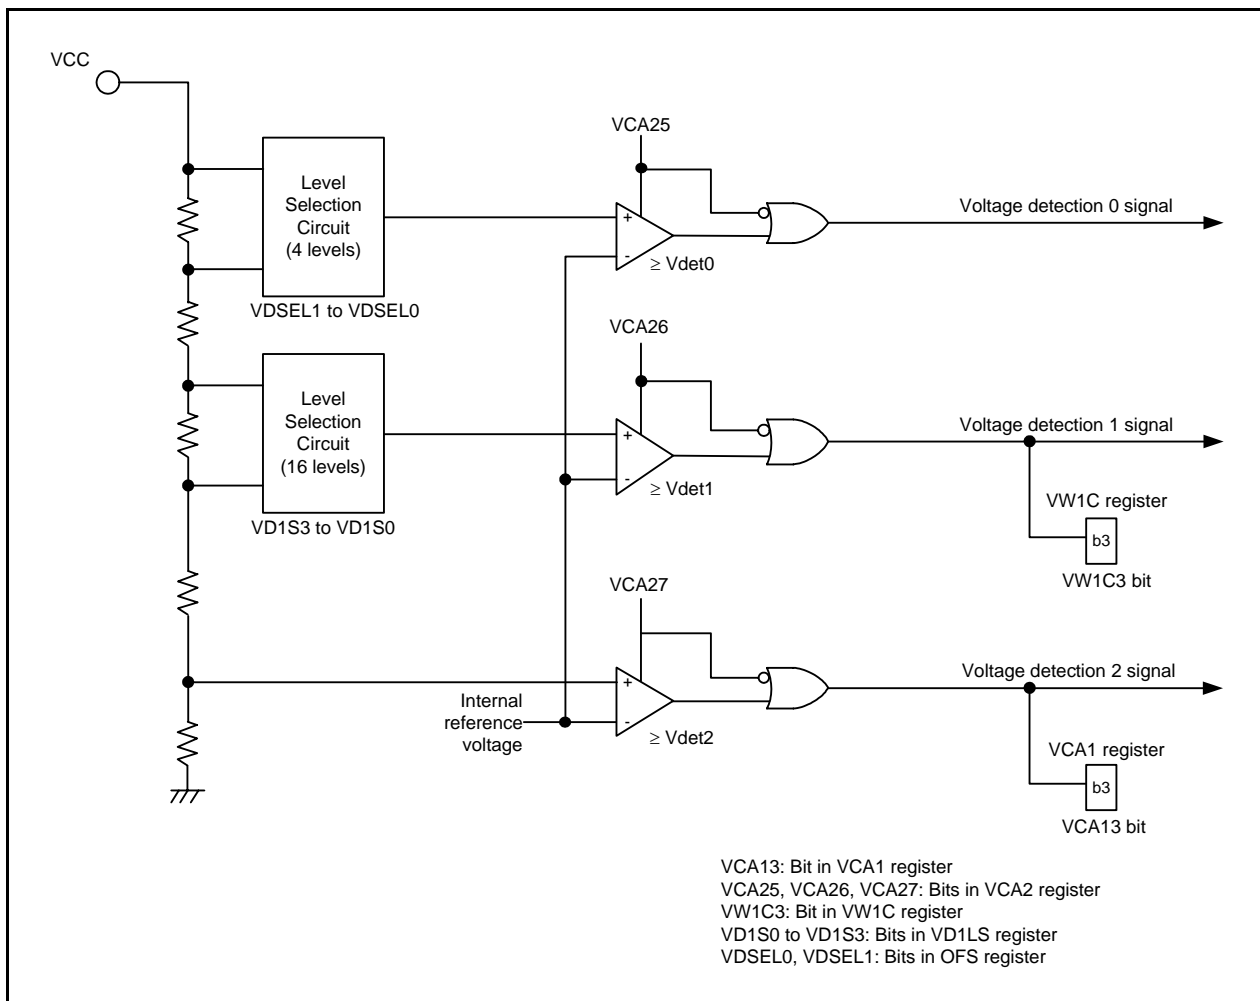 VCC
VCA25
Level
Selection
Circuit
(4 levels)
+
-
≥ Vdet0
Voltage detection 0 signal
VDSEL1 to VDSEL0
VCA26
Level
Selection
Circuit
(16 levels)
+
-
≥ Vdet1
Voltage detection 1 signal
VD1S3 to VD1S0
VW1C register
b3
VW1C3 bit
VCA27
+
-
≥ Vdet2
Internal
reference
voltage
Voltage detection 2 signal
VCA1 register
b3
VCA13 bit
VCA13: Bit in VCA1 register
VCA25, VCA26, VCA27: Bits in VCA2 register
VW1C3: Bit in VW1C register
VD1S0 to VD1S3: Bits in VD1LS register
VDSEL0, VDSEL1: Bits in OFS register